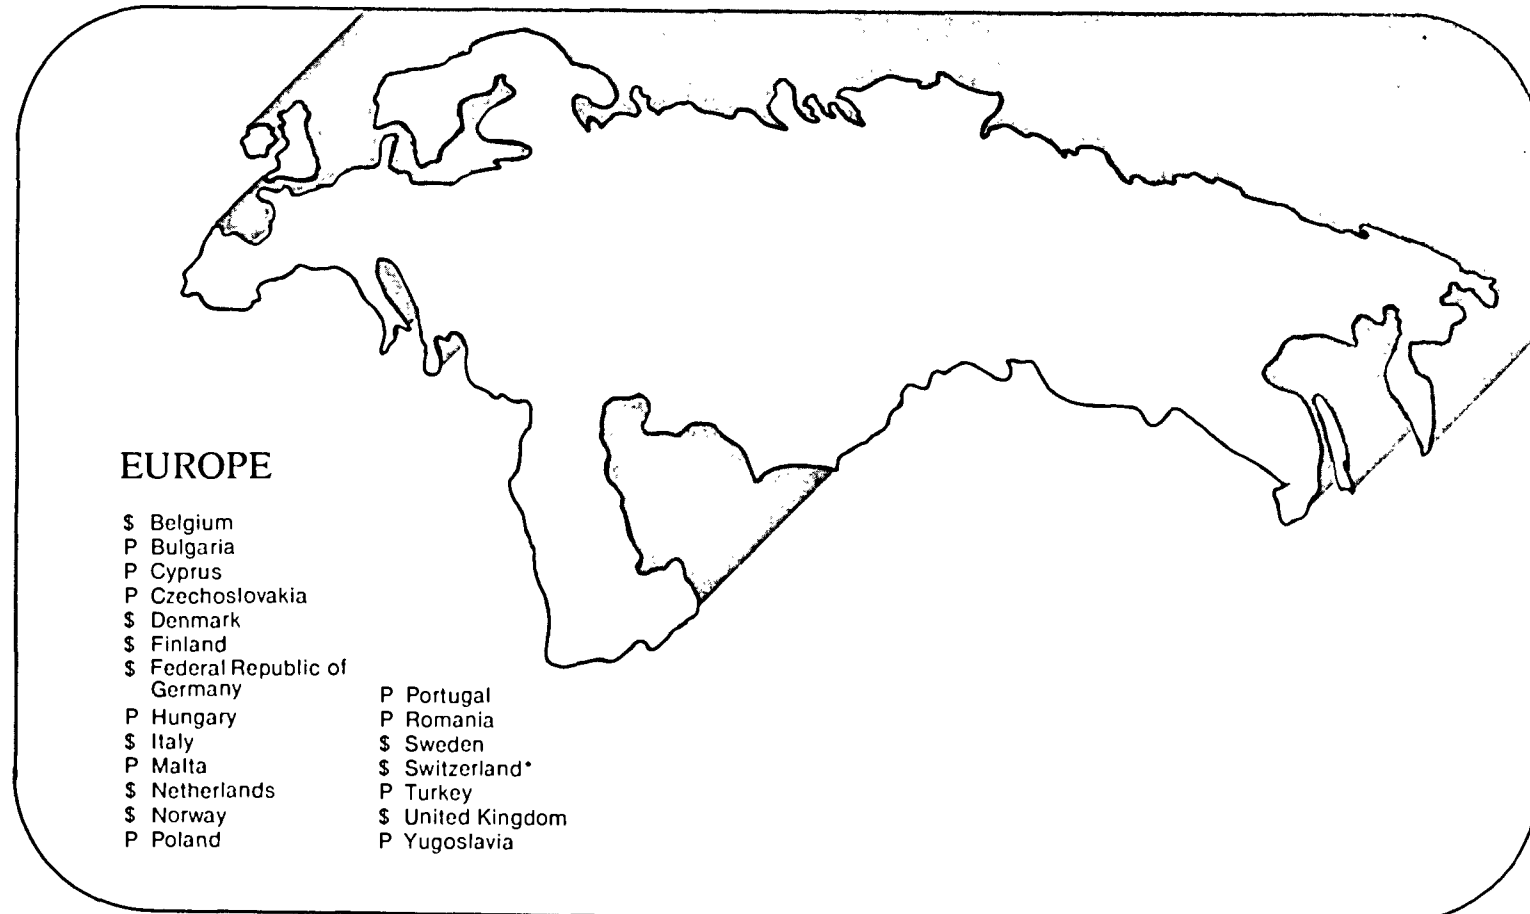 EUROPE
$ Belgium
P Bulgaria
P Cyprus
P Czechoslovakia
$ Denmark
$ Finland
$ Federal Republic of
Germany
P Hungary
$ Italy
P Malta
$ Netherlands
$ Norway
P Poland
P Portugal
P Romania
$ Sweden
$ Switzerland*
P Turkey
$ United Kingdom
P Yugoslavia